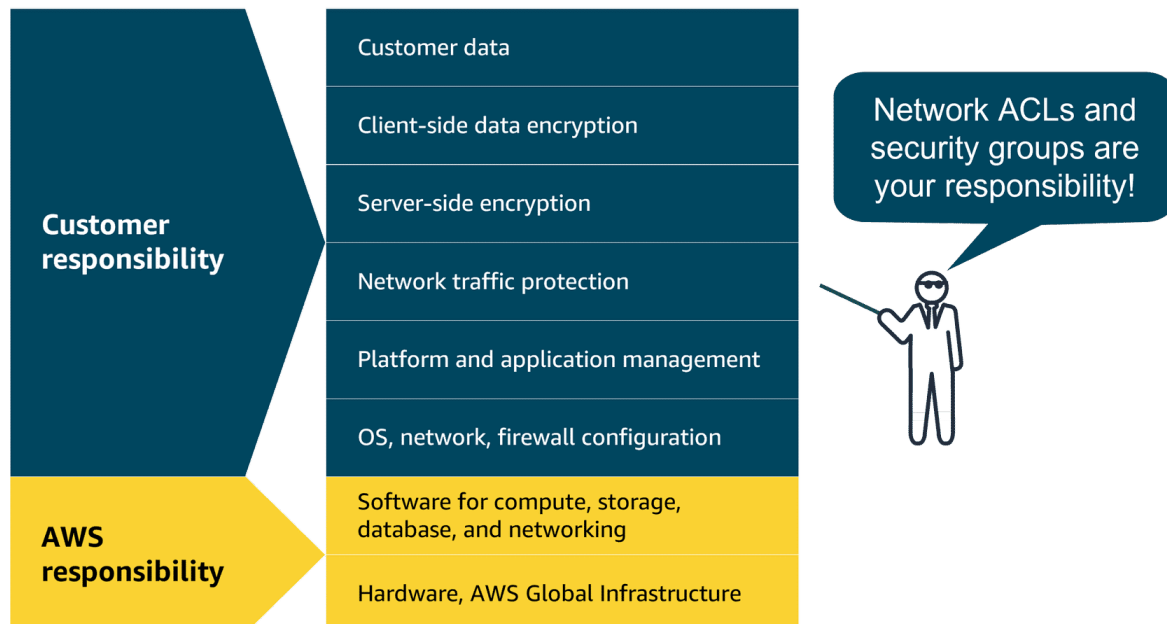 Customer
responsibility
Customer data
Client-side data encryption
Server-side encryption
Network traffic protection
Platform and application management
OS, network, firewall configuration
AWS
responsibility
Software for compute, storage,
database, and networking
Hardware, AWS Global Infrastructure
Network ACLs and
security groups are
your responsibility!